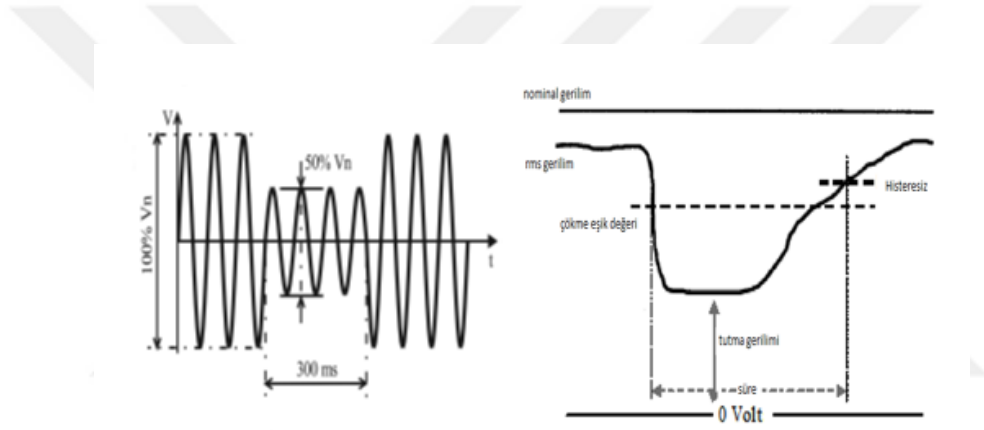 V
100% Vn
50% Vn
t
300 ms
nominal gerilim
rms gerilim
Histeresiz
çökme eşik değeri
tutma gerilimi
süre
0 Volt